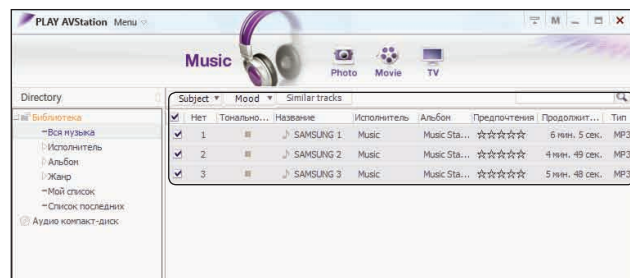 PLAY AVStation Menu
M
Music
Photo Movie TV
Directory
Subject Mood Similar tracks
Библиотека
Вся музыка
Исполнитель
Альбом
Жанр
Мой список
Список последних
Аудио компакт-диск
Нет Тонально... Название Исполнитель Альбом Предпочтения Продолжит... Тип
1 SAMSUNG 1 Music Music Sta... 6 мин. 5 сек. MP3
2 SAMSUNG 2 Music Music Sta... 4 мин. 49 сек. MP3
3 SAMSUNG 3 Music Music Sta... 5 мин. 48 сек. MP3